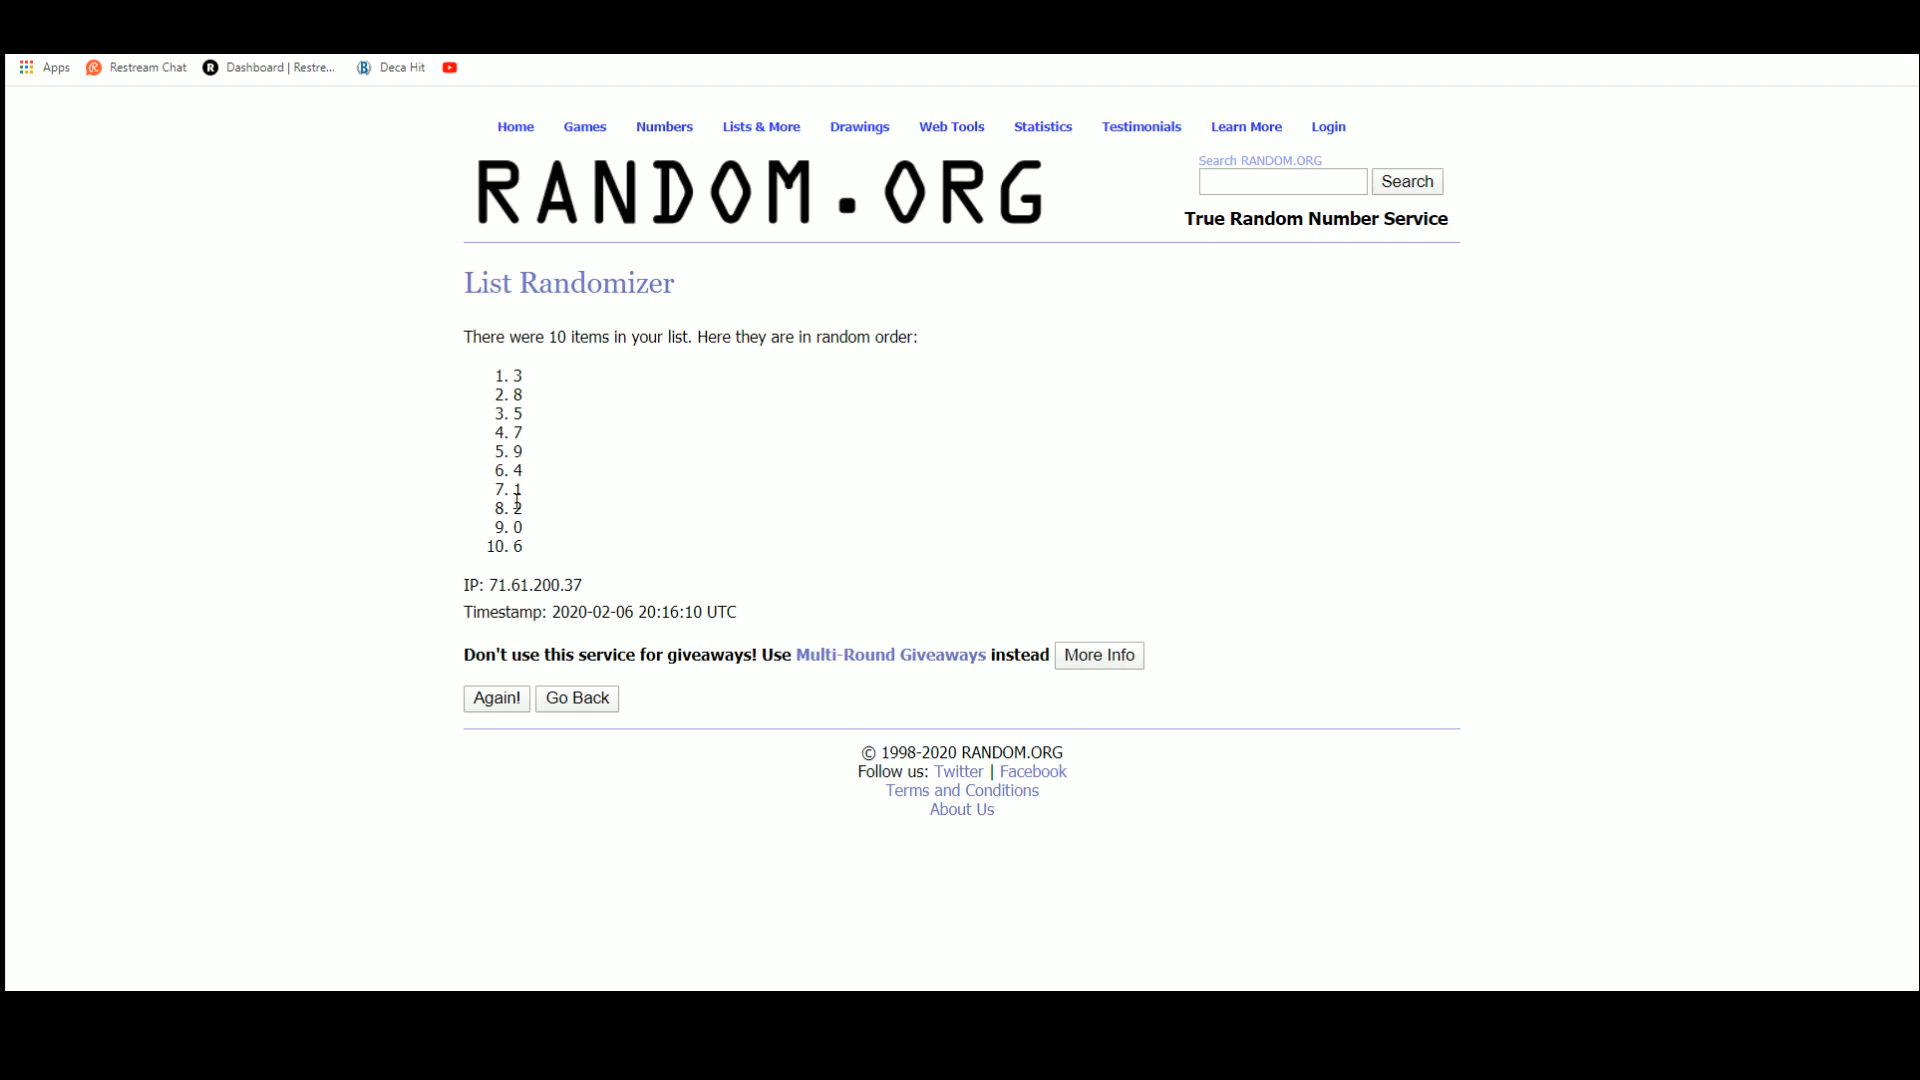 Apps Restream Chat Dashboard | Restre... Deca Hit
Home Games Numbers Lists & More Drawings Web Tools Statistics Testimonials Learn More Login
RANDOM.ORG
Search RANDOM.ORG
Search
True Random Number Service
List Randomizer
There were 10 items in your list. Here they are in random order:
1. 3
2. 8
3. 5
4. 7
5. 9
6. 4
7. 1
8. 2
9. 0
10. 6
IP: 71.61.200.37
Timestamp: 2020-02-06 20:16:10 UTC
Don't use this service for giveaways! Use Multi-Round Giveaways instead More Info
Again! Go Back
© 1998-2020 RANDOM.ORG
Follow us: Twitter | Facebook
Terms and Conditions
About Us